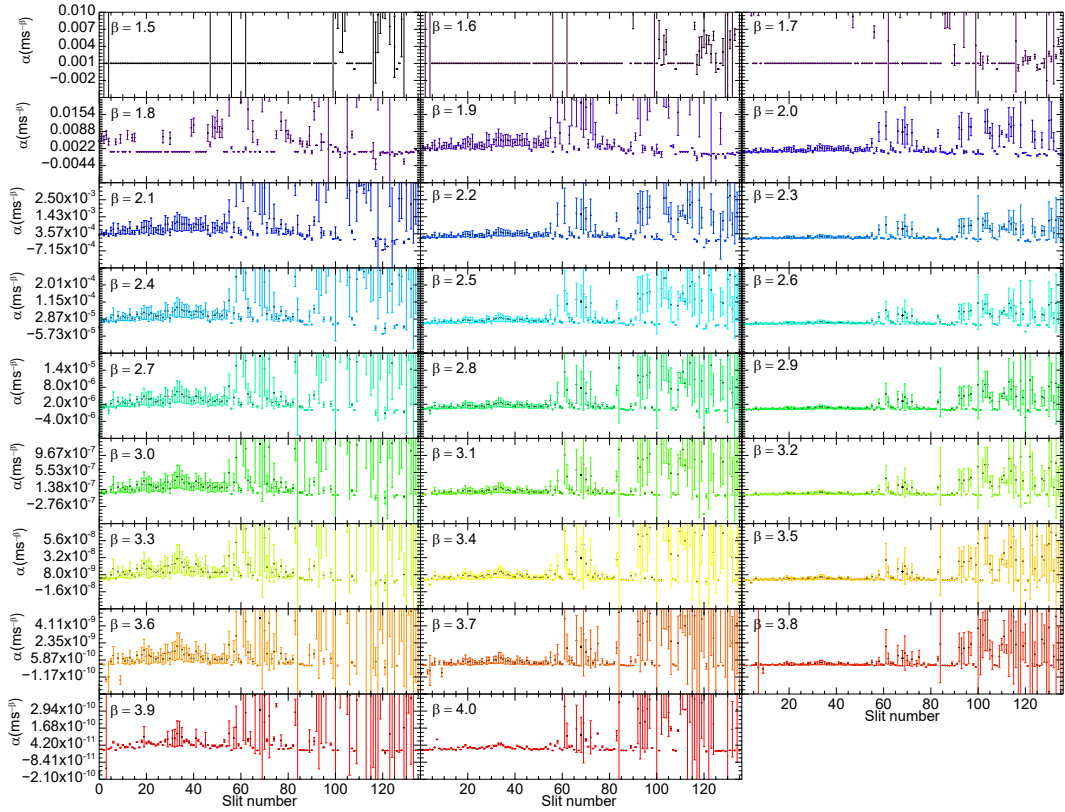 0.010
0.007
0.004
0.001
−0.002
α(ms⁻ᵝ)
β = 1.5
β = 1.6
β = 1.7
0.0154
0.0088
0.0022
−0.0044
α(ms⁻ᵝ)
β = 1.8
β = 1.9
β = 2.0
2.50x10⁻³
1.43x10⁻³
3.57x10⁻⁴
−7.15x10⁻⁴
α(ms⁻ᵝ)
β = 2.1
β = 2.2
β = 2.3
2.01x10⁻⁴
1.15x10⁻⁴
2.87x10⁻⁵
−5.73x10⁻⁵
α(ms⁻ᵝ)
β = 2.4
β = 2.5
β = 2.6
1.4x10⁻⁵
8.0x10⁻⁶
2.0x10⁻⁶
−4.0x10⁻⁶
α(ms⁻ᵝ)
β = 2.7
β = 2.8
β = 2.9
9.67x10⁻⁷
5.53x10⁻⁷
1.38x10⁻⁷
−2.76x10⁻⁷
α(ms⁻ᵝ)
β = 3.0
β = 3.1
β = 3.2
5.6x10⁻⁸
3.2x10⁻⁸
8.0x10⁻⁹
−1.6x10⁻⁸
α(ms⁻ᵝ)
β = 3.3
β = 3.4
β = 3.5
4.11x10⁻⁹
2.35x10⁻⁹
5.87x10⁻¹⁰
−1.17x10⁻¹⁰
α(ms⁻ᵝ)
β = 3.6
β = 3.7
β = 3.8
20 40 60 80 100 120
Slit number
2.94x10⁻¹⁰
1.68x10⁻¹⁰
4.20x10⁻¹¹
−8.41x10⁻¹¹
−2.10x10⁻¹⁰
α(ms⁻ᵝ)
β = 3.9
β = 4.0
0 20 40 60 80 100 120
20 40 60 80 100 120
Slit number
Slit number